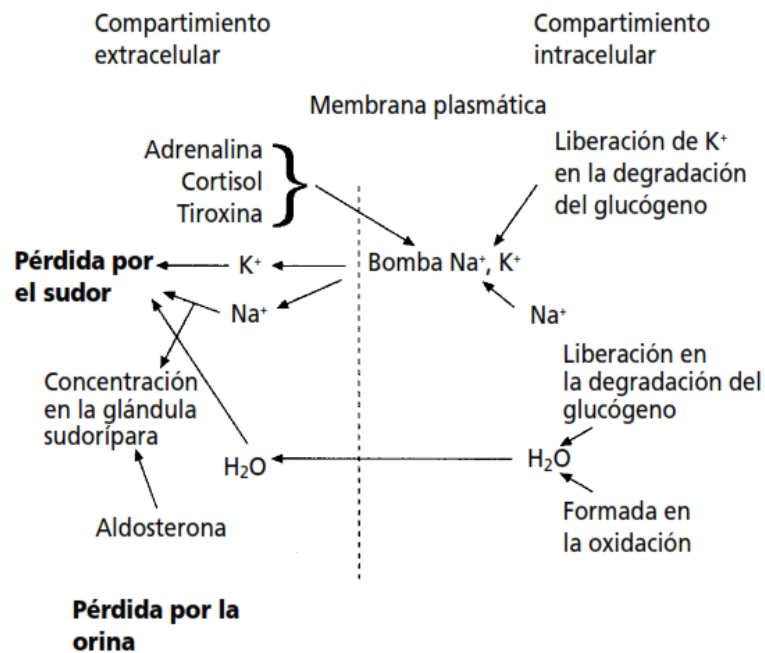 Compartimiento
extracelular
Compartimiento
intracelular
Membrana plasmática
Adrenalina
Cortisol
Tiroxina
Liberación de K⁺
en la degradación
del glucógeno
Pérdida por
el sudor
K⁺
Bomba Na⁺, K⁺
Na⁺
Na⁺
Concentración
en la glándula
sudorípara
Liberación en
la degradación del
glucógeno
H₂O
H₂O
Aldosterona
Formada en
la oxidación
Pérdida por la
orina